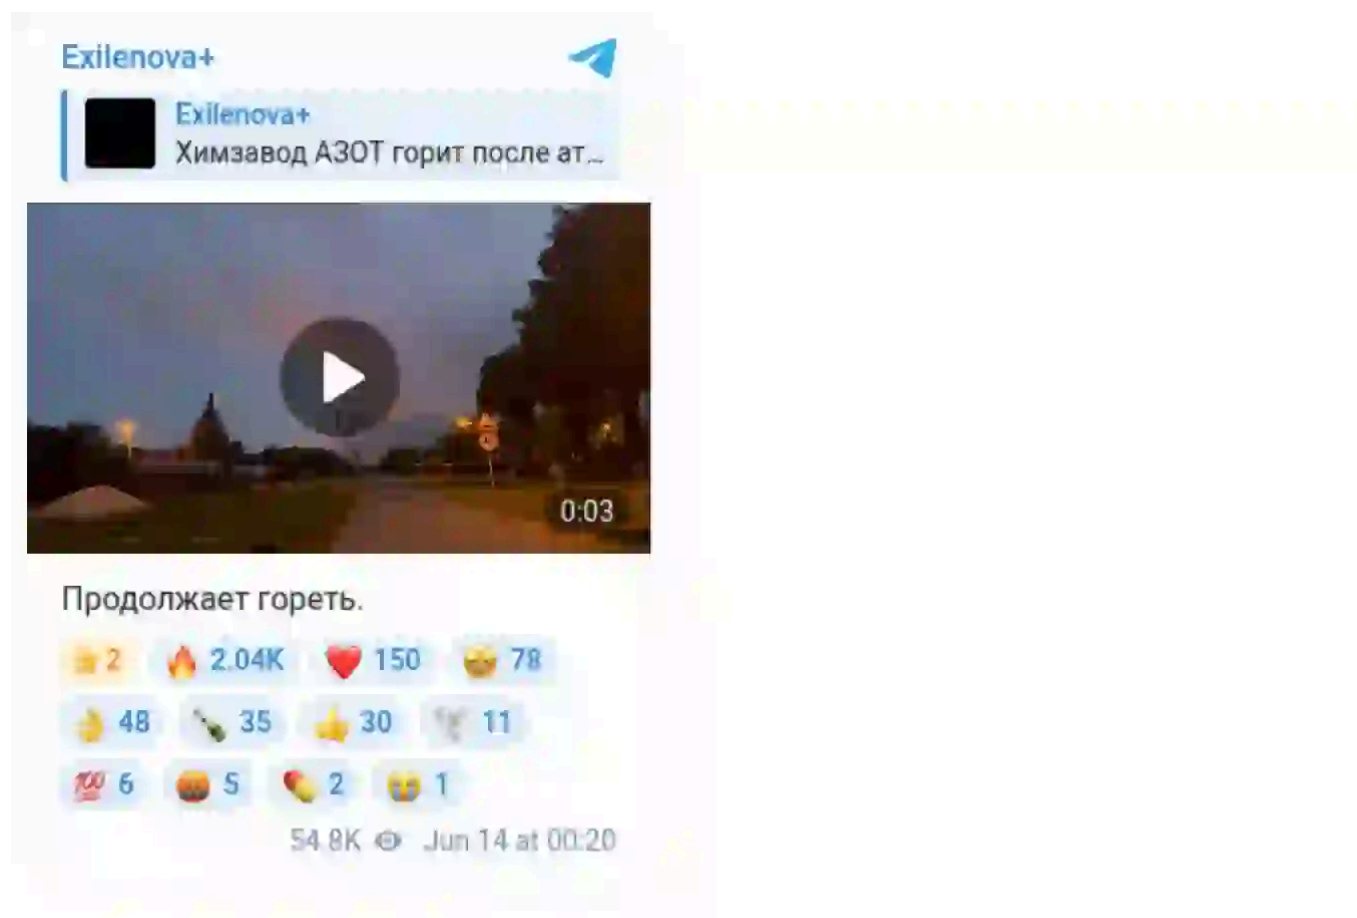 Exilenova+
Exilenova+
Химзавод АЗОТ горит после ат...
0:03
Продолжает гореть.
2 2.04K 150 78
48 35 30 11
100 6 5 2 1
54.8K Jun 14 at 00:20